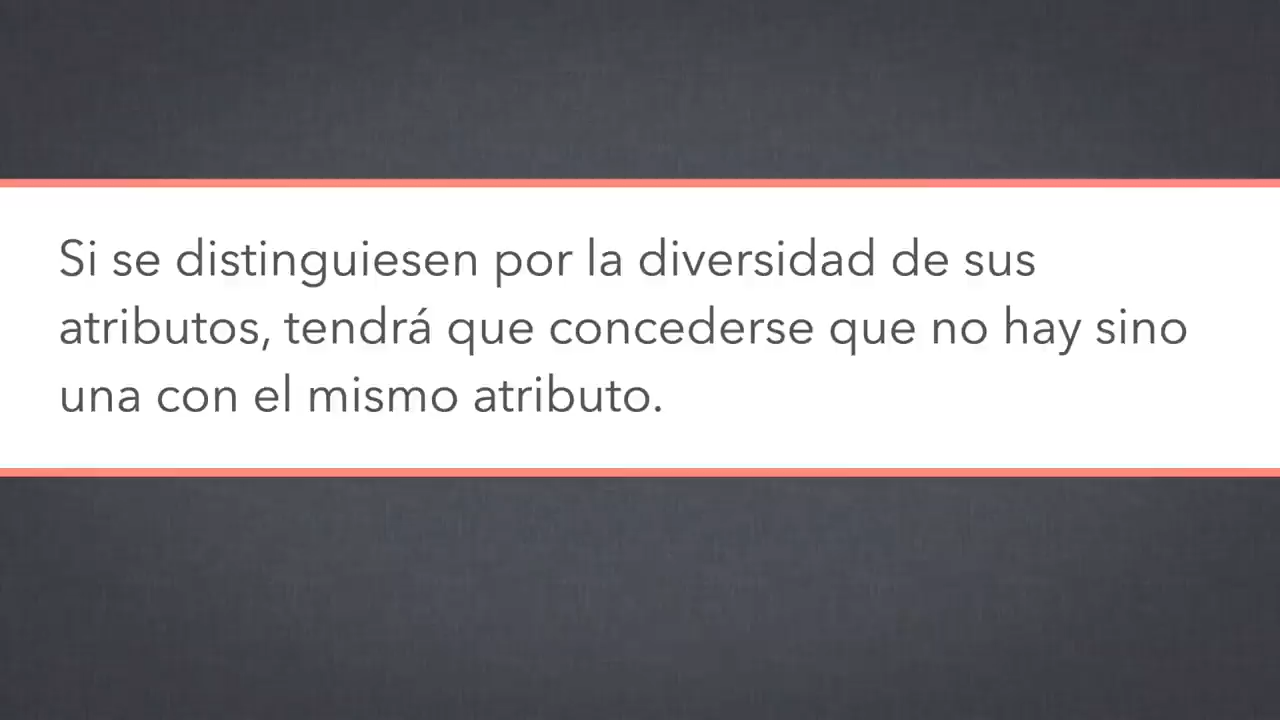 Si se distinguiesen por la diversidad de sus
atributos, tendrá que concederse que no hay sino
una con el mismo atributo.